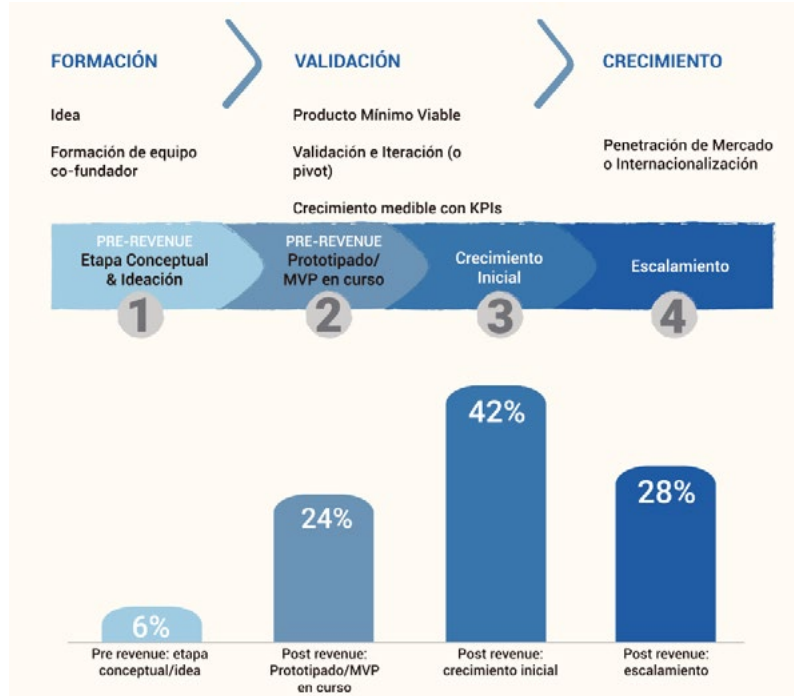 FORMACIÓN
VALIDACIÓN
CRECIMIENTO
Idea
Formación de equipo
co-fundador
Producto Mínimo Viable
Validación e Iteración (o
pivot)
Crecimiento medible con KPIs
Penetración de Mercado
o Internacionalización
PRE-REVENUE
Etapa Conceptual
& Ideación
1
PRE-REVENUE
Prototipado/
MVP en curso
2
Crecimiento
Inicial
3
Escalamiento
4
6%
24%
42%
28%
Pre revenue: etapa
conceptual/idea
Post revenue:
Prototipado/MVP
en curso
Post revenue:
crecimiento inicial
Post revenue:
escalamiento